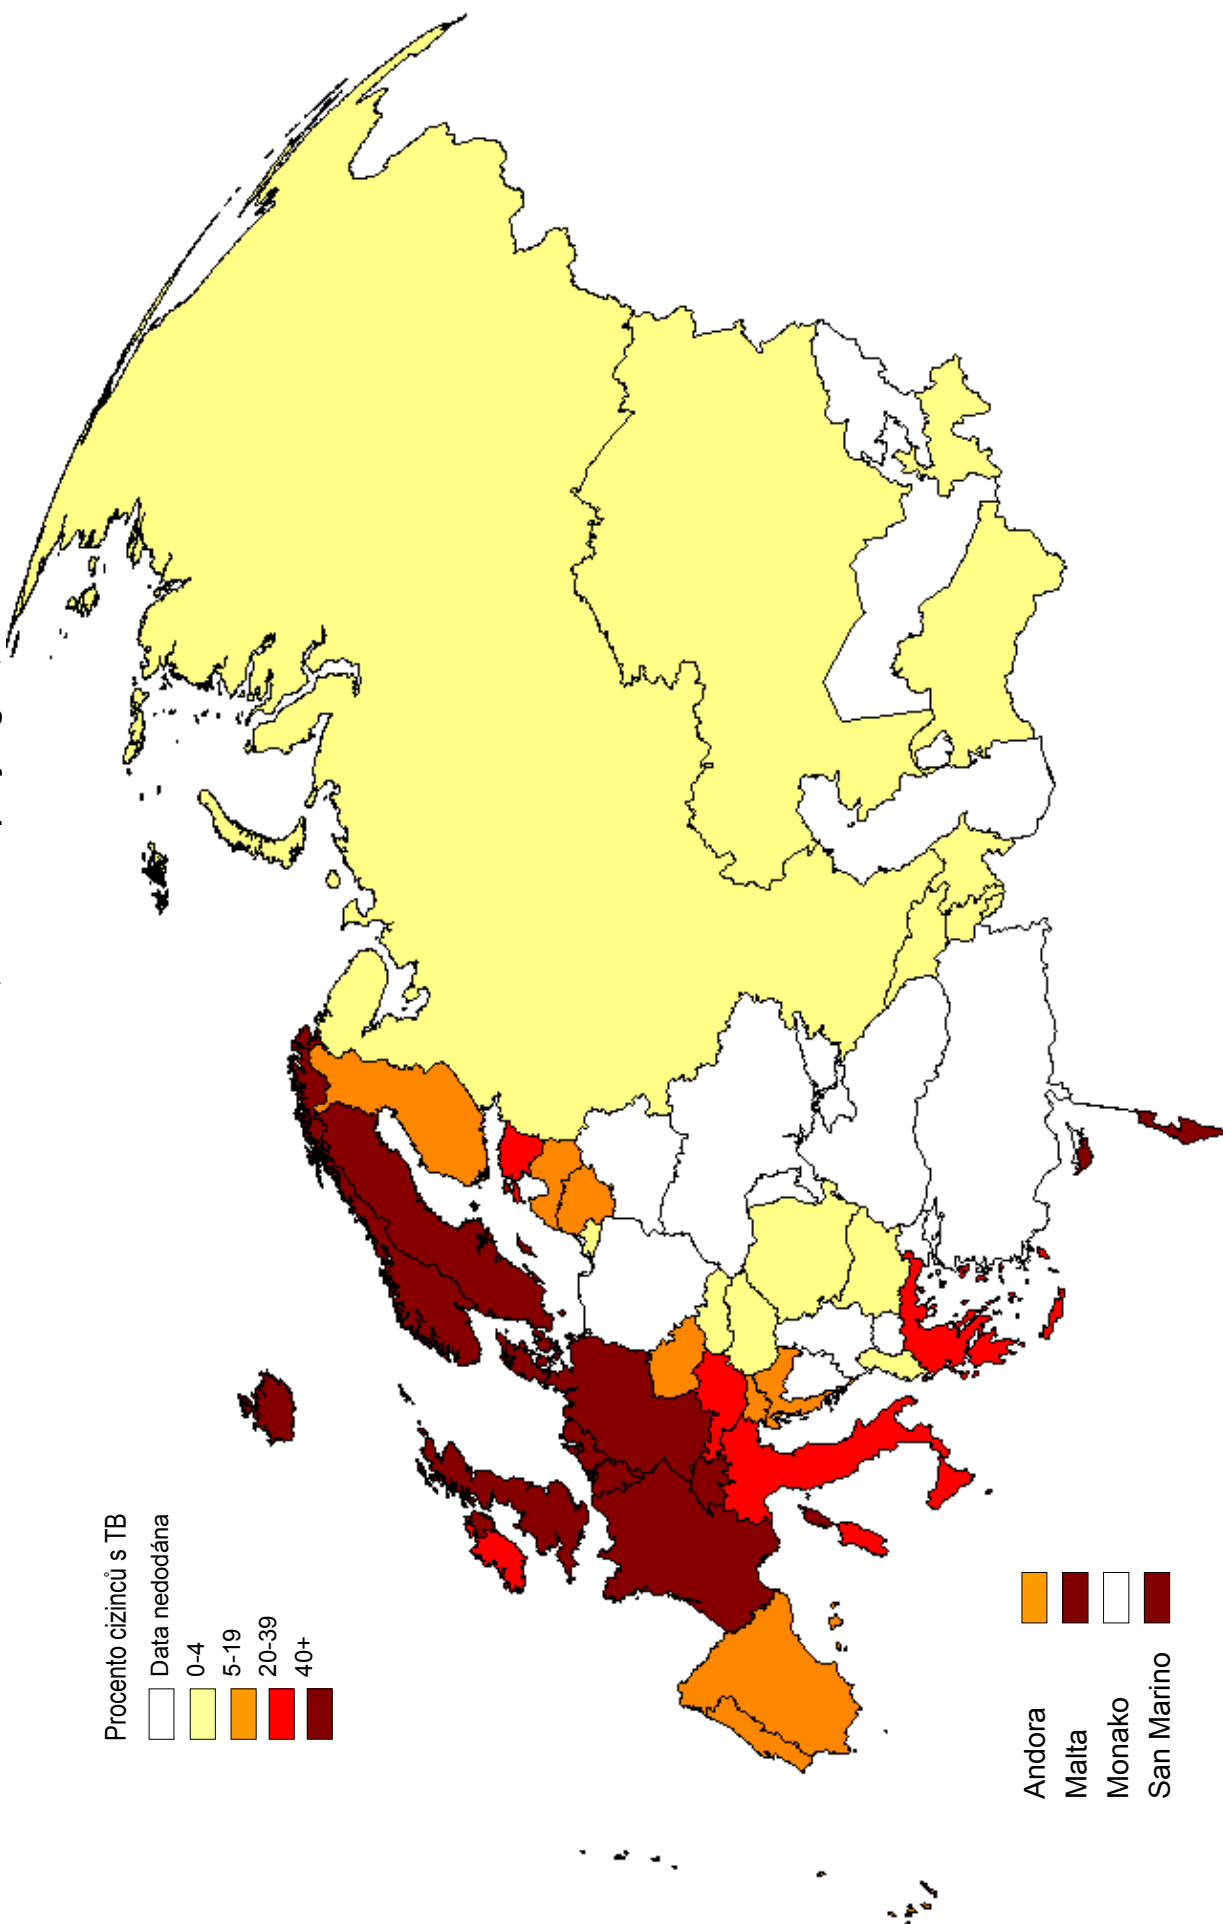 Procento cizinců s TB
Data nedodána
0-4
5-19
20-39
40+
Andora
Malta
Monako
San Marino